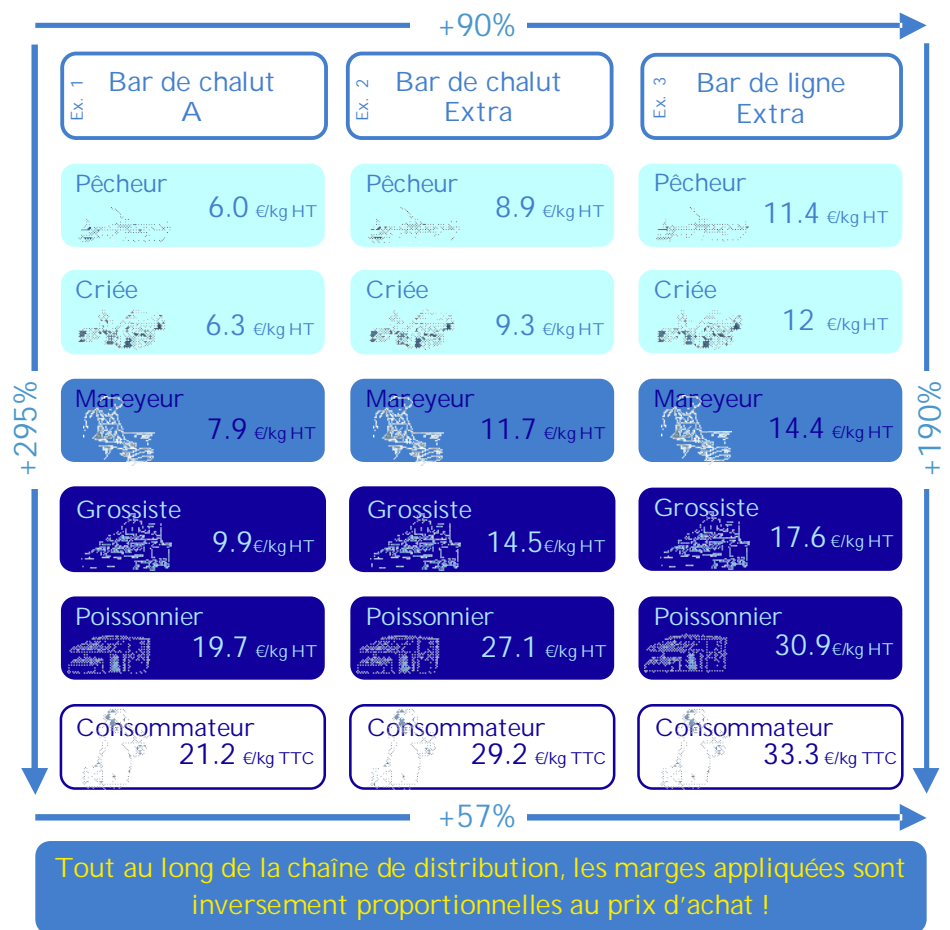 +90%
Ex. 1
Bar de chalut
A
Ex. 2
Bar de chalut
Extra
Ex. 3
Bar de ligne
Extra
Pêcheur
6.0 €/kg HT
Pêcheur
8.9 €/kg HT
Pêcheur
11.4 €/kg HT
Criée
6.3 €/kg HT
Criée
9.3 €/kg HT
Criée
12 €/kg HT
+295%
Mareyeur
7.9 €/kg HT
Mareyeur
11.7 €/kg HT
Mareyeur
14.4 €/kg HT
+190%
Grossiste
9.9€/kg HT
Grossiste
14.5€/kg HT
Grossiste
17.6 €/kg HT
Poissonnier
19.7 €/kg HT
Poissonnier
27.1 €/kg HT
Poissonnier
30.9€/kg HT
Consommateur
21.2 €/kg TTC
Consommateur
29.2 €/kg TTC
Consommateur
33.3 €/kg TTC
+57%
Tout au long de la chaîne de distribution, les marges appliquées sont
inversement proportionnelles au prix d'achat !